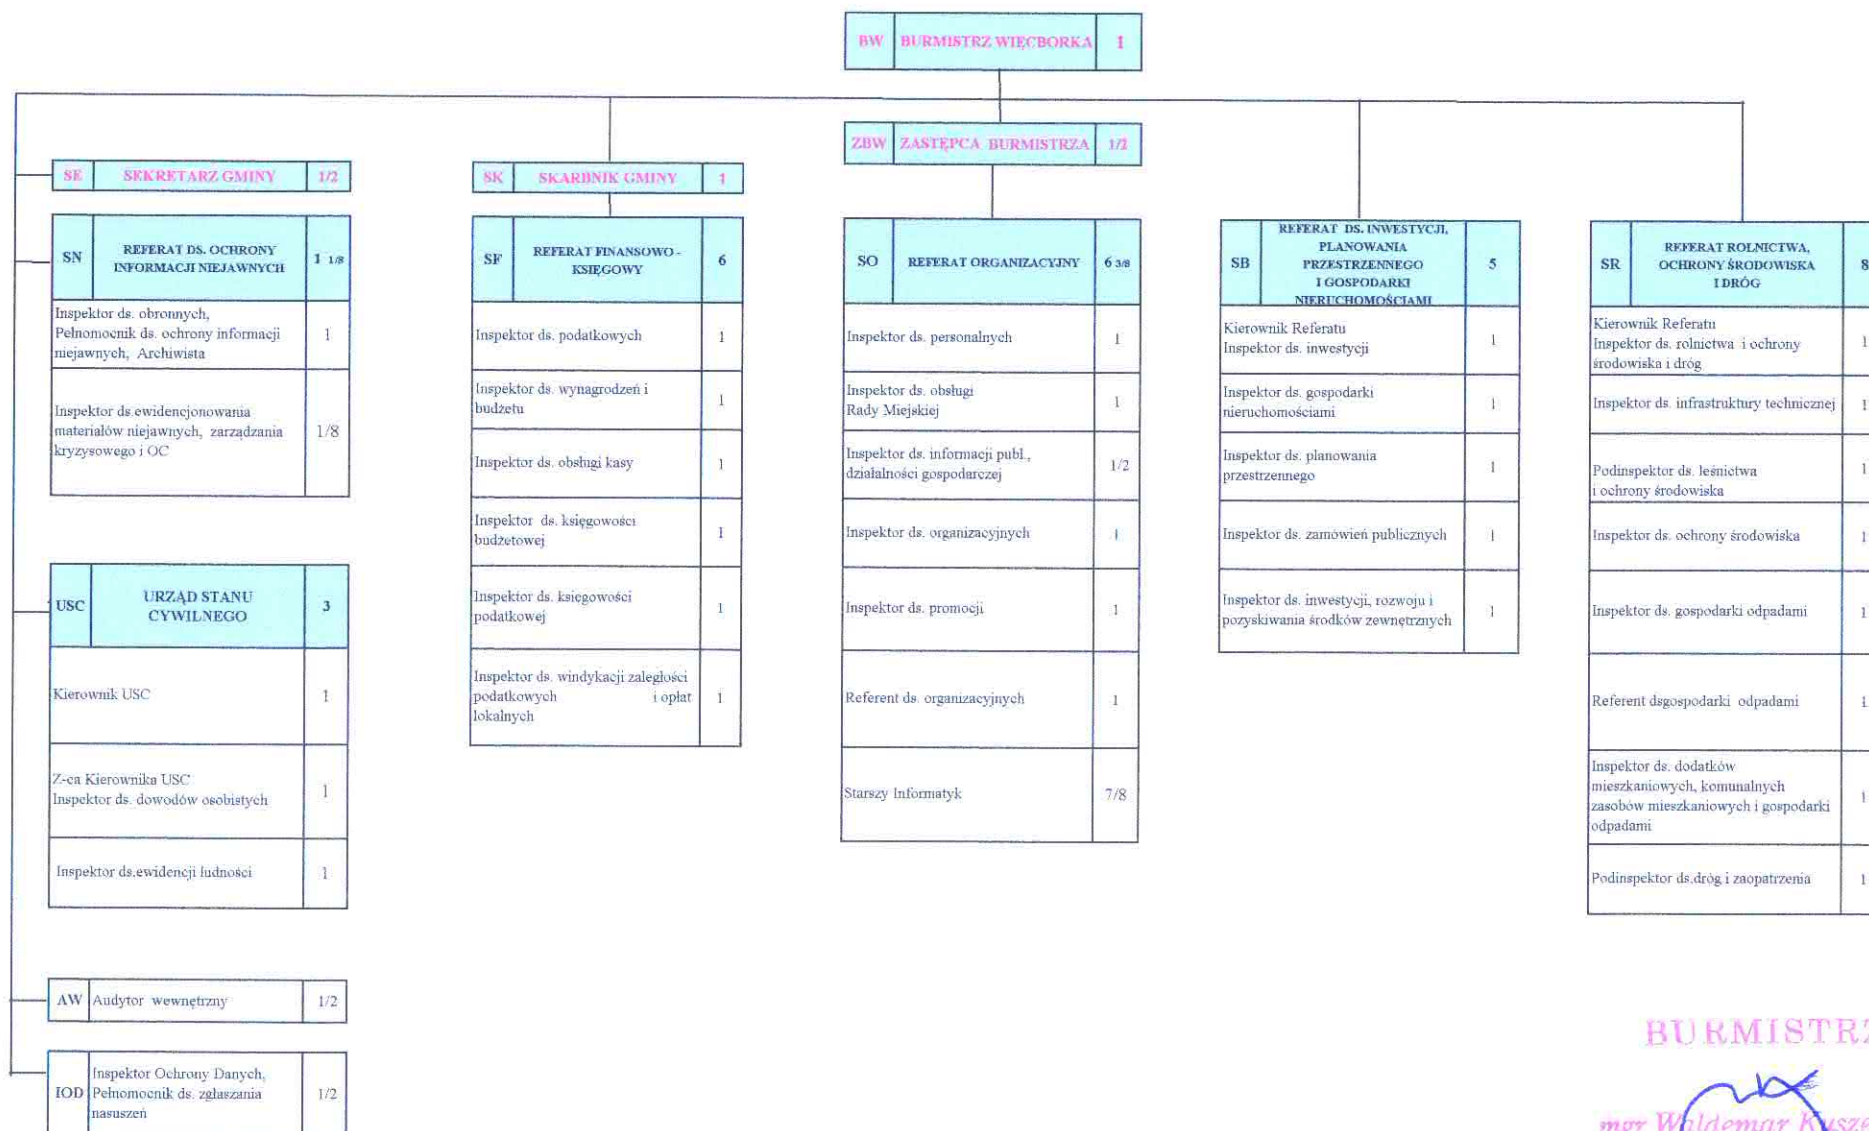 BW BURMISTRZ WIĘCBORKA 1
ZBW ZASTĘPCA BURMISTRZA 1/2
SE SEKRETARZ GMINY 1/2
SK SKARBNIK GMINY 1
SN REFERAT DS. OCHRONY
INFORMACJI NIEJAWNYCH 1 1/8
Inspektor ds. obronnych,
Pełnomocnik ds. ochrony informacji
niejawnych, Archiwista 1
Inspektor ds.ewidencjonowania
materiałów niejawnych, zarządzania
kryzysowego i OC 1/8
USC URZĄD STANU
CYWILNEGO 3
Kierownik USC 1
Z-ca Kierownika USC
Inspektor ds. dowodów osobistych 1
Inspektor ds.ewidencji ludności 1
AW Audytor wewnętrzny 1/2
IOD Inspektor Ochrony Danych,
Pełnomocnik ds. zgłaszania
nasuszeń 1/2
SF REFERAT FINANSOWO -
KSIĘGOWY 6
Inspektor ds. podatkowych 1
Inspektor ds. wynagrodzeń i
budżetu 1
Inspektor ds. obsługi kasy 1
Inspektor ds. księgowości
budżetowej 1
Inspektor ds. księgowości
podatkowej 1
Inspektor ds. windykacji zaległości
podatkowych i opłat
lokalnych 1
SO REFERAT ORGANIZACYJNY 6 3/8
Inspektor ds. personalnych 1
Inspektor ds. obsługi
Rady Miejskiej 1
Inspektor ds. informacji publ.,
działalności gospodarczej 1/2
Inspektor ds. organizacyjnych 1
Inspektor ds. promocji 1
Referent ds. organizacyjnych 1
Starszy Informatyk 7/8
SB REFERAT DS. INWESTYCJI,
PLANOWANIA
PRZESTRZENNEGO
I GOSPODARKI
NIERUCHOMOŚCIAMI 5
Kierownik Referatu
Inspektor ds. inwestycji 1
Inspektor ds. gospodarki
nieruchomościami 1
Inspektor ds. planowania
przestrzennego 1
Inspektor ds. zamówień publicznych 1
Inspektor ds. inwestycji, rozwoju i
pozyskiwania środków zewnętrznych 1
SR REFERAT ROLNICTWA,
OCHRONY ŚRODOWISKA
I DRÓG 8
Kierownik Referatu
Inspektor ds. rolnictwa i ochrony
środowiska i dróg 1
Inspektor ds. infrastruktury technicznej 1
Podinspektor ds. leśnictwa
i ochrony środowiska 1
Inspektor ds. ochrony środowiska 1
Inspektor ds. gospodarki odpadami 1
Referent dsgospodarki odpadami 1
Inspektor ds. dodatków
mieszkaniowych, komunalnych
zasobów mieszkaniowych i gospodarki
odpadami 1
Podinspektor ds.dróg i zaopatrzenia 1
BURMISTRZ
mgr Waldemar